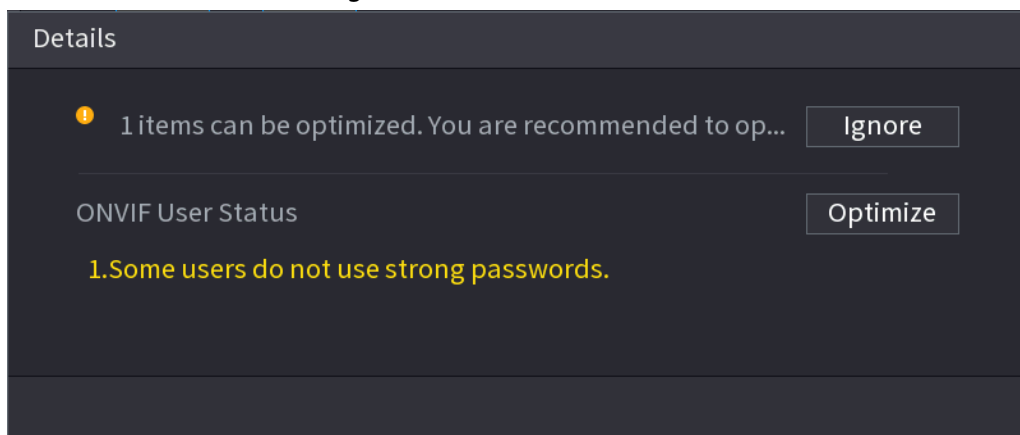 Details
1 items can be optimized. You are recommended to op...
Ignore
ONVIF User Status
Optimize
1.Some users do not use strong passwords.